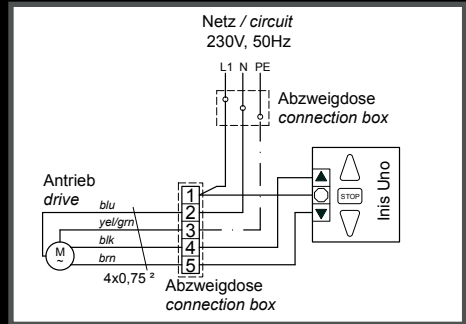 Netz / circuit
230V, 50Hz
L1 N PE
Abzweigdose
connection box
Antrieb
drive
blu
yel/grn
blk
brn
M
~
4x0,75 ²
1
2
3
4
5
Abzweigdose
connection box
STOP
Inis Uno